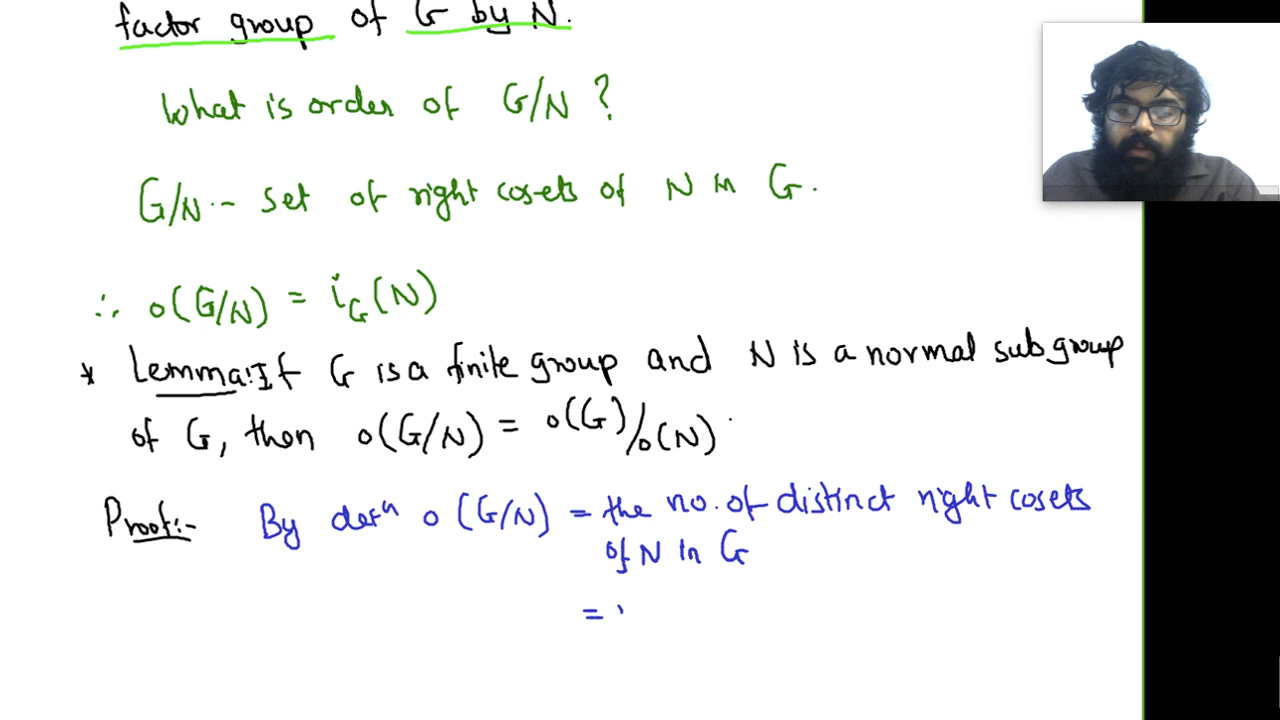 factor group of G by N.
What is order of G/N ?
G/N :- set of right cosets of N in G.
∴ o(G/N) = i_G(N)
* Lemma: If G is a finite group and N is a normal subgroup
of G, then o(G/N) = o(G)/o(N).
Proof:- By defn o(G/N) = the no. of distinct right cosets
of N in G
=